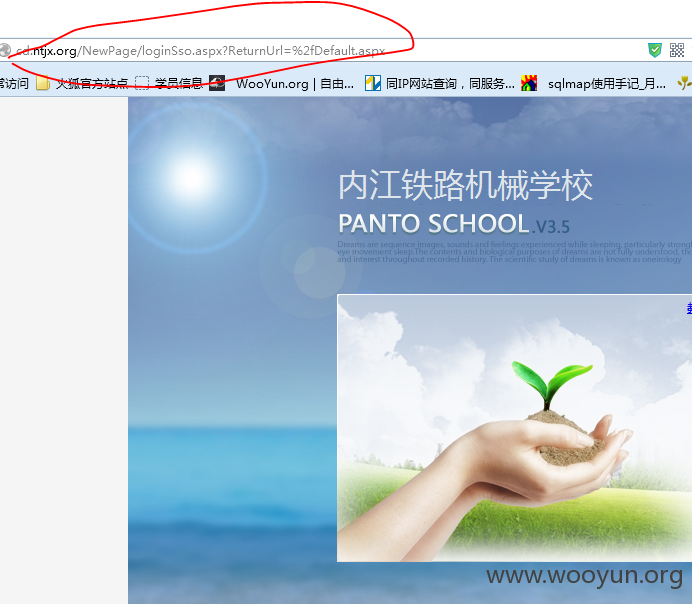 cd.ntjx.org/NewPage/loginSso.aspx?ReturnUrl=%2fDefault.aspx
常访问 火狐官方站点 学员信息 WooYun.org | 自由... 同IP网站查询，同服务... sqlmap使用手记_月...
内江铁路机械学校
PANTO SCHOOL .V3.5
Dreams are sequence images, sounds and feelings experienced while sleeping, particularly strongl
eye movement sleep.The contents and biological purposes of dreams are not fully understood, th
and interest throughout recorded history. The scientific study of dreams is known as oneirology
www.wooyun.org